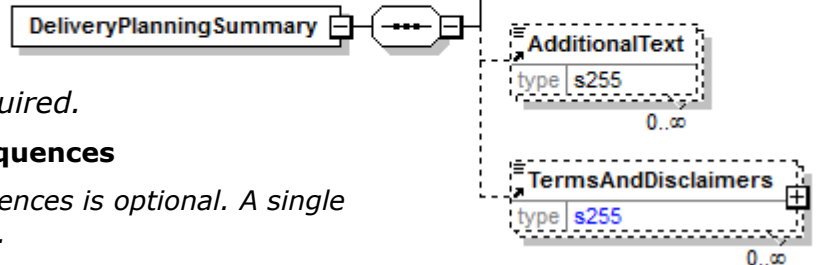 DeliveryPlanningSummary
AdditionalText
type s255
0..∞
uired.
quences
ences is optional. A single
.
TermsAndDisclaimers
type s255
0..∞